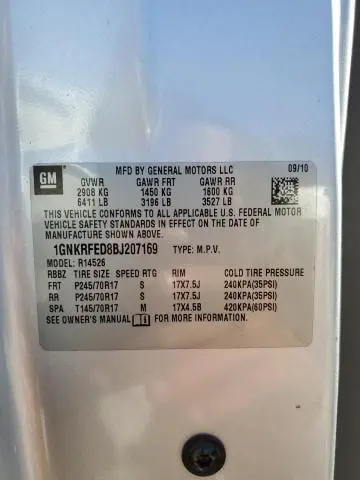 GM
MFD BY GENERAL MOTORS LLC 09/10
GVWR GAWR FRT GAWR RR
2908 KG 1450 KG 1600 KG
6411 LB 3196 LB 3527 LB
THIS VEHICLE CONFORMS TO ALL APPLICABLE U.S. FEDERAL MOTOR
VEHICLE SAFETY STANDARDS IN EFFECT ON THE DATE OF
MANUFACTURE SHOWN ABOVE.
1GNKRFED8BJ207169 TYPE: M.P.V.
MODEL: R14526
RBBZ TIRE SIZE SPEED RTG RIM COLD TIRE PRESSURE
FRT P245/70R17 S 17X7.5J 240KPA(35PSI)
RR P245/70R17 S 17X7.5J 240KPA(35PSI)
SPA T145/70R17 M 17X4.5B 420KPA(60PSI)
SEE OWNER'S MANUAL FOR MORE INFORMATION